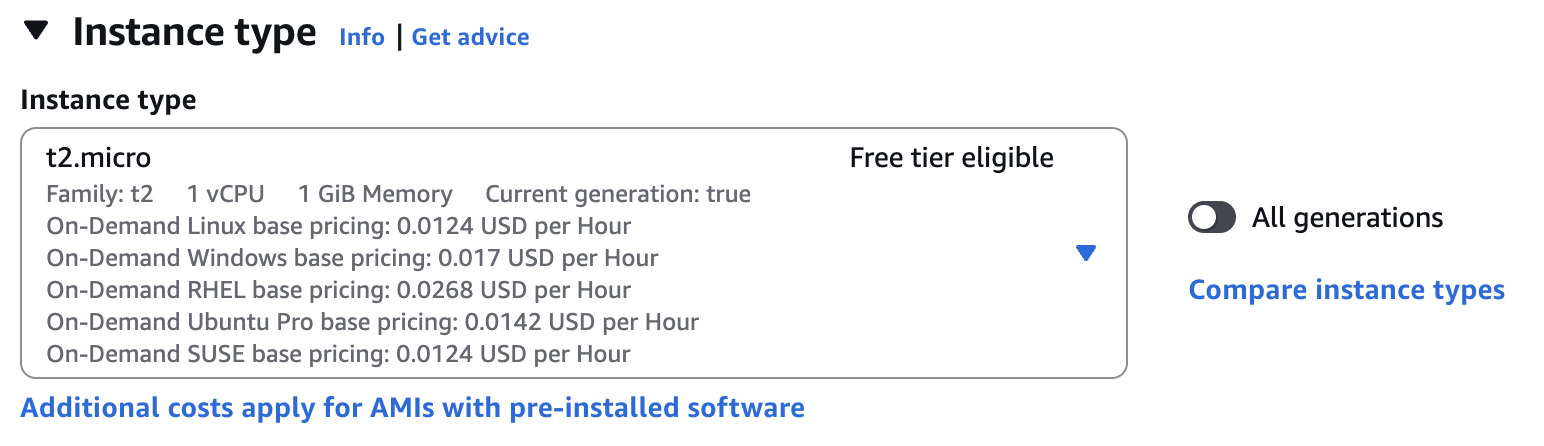 Instance type Info | Get advice
Instance type
t2.micro Free tier eligible
Family: t2 1 vCPU 1 GiB Memory Current generation: true
On-Demand Linux base pricing: 0.0124 USD per Hour
On-Demand Windows base pricing: 0.017 USD per Hour
On-Demand RHEL base pricing: 0.0268 USD per Hour
On-Demand Ubuntu Pro base pricing: 0.0142 USD per Hour
On-Demand SUSE base pricing: 0.0124 USD per Hour
All generations
Compare instance types
Additional costs apply for AMIs with pre-installed software